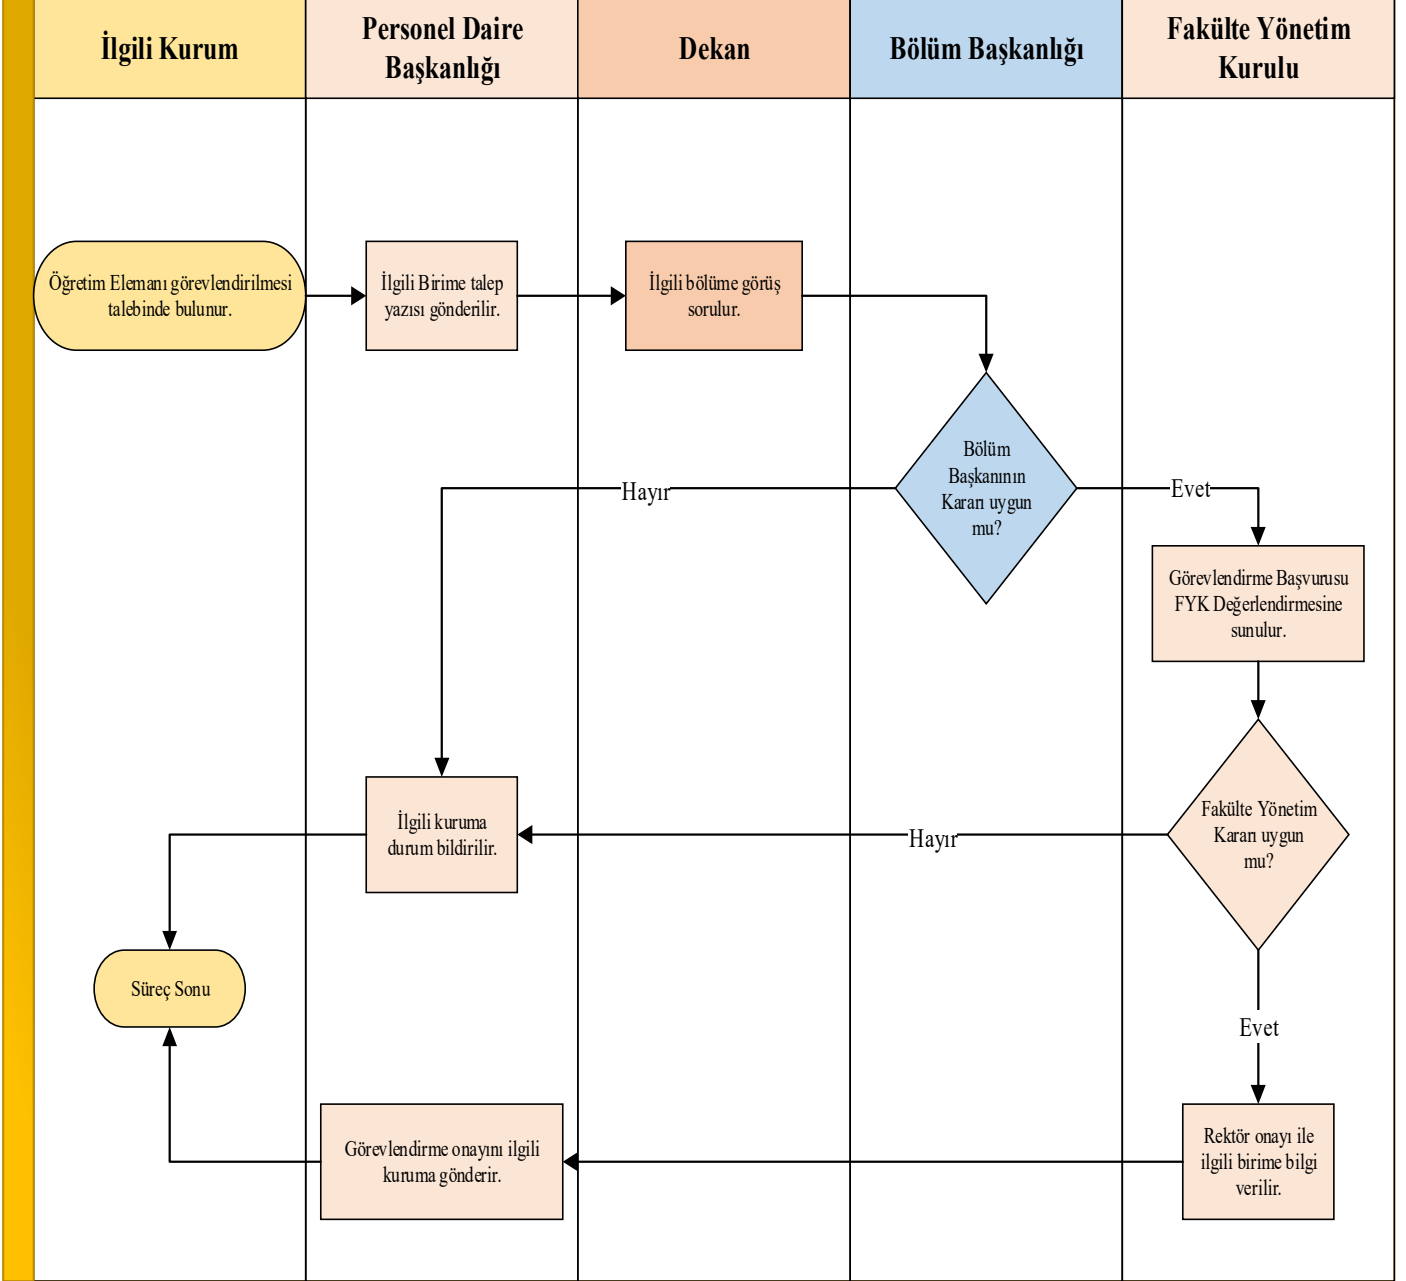 İlgili Kurum
Personel Daire
Başkanlığı
Dekan
Bölüm Başkanlığı
Fakülte Yönetim
Kurulu
Öğretim Elemanı görevlendirilmesi
talebinde bulunur.
İlgili Birime talep
yazısı gönderilir.
İlgili bölüme görüş
sorulur.
Bölüm
Başkanının
Kararı uygun
mu?
Hayır
Evet
Görevlendirme Başvurusu
FYK Değerlendirmesine
sunulur.
Fakülte Yönetim
Kararı uygun
mu?
Hayır
İlgili kuruma
durum bildirilir.
Süreç Sonu
Evet
Rektör onayı ile
ilgili birime bilgi
verilir.
Görevlendirme onayını ilgili
kuruma gönderir.